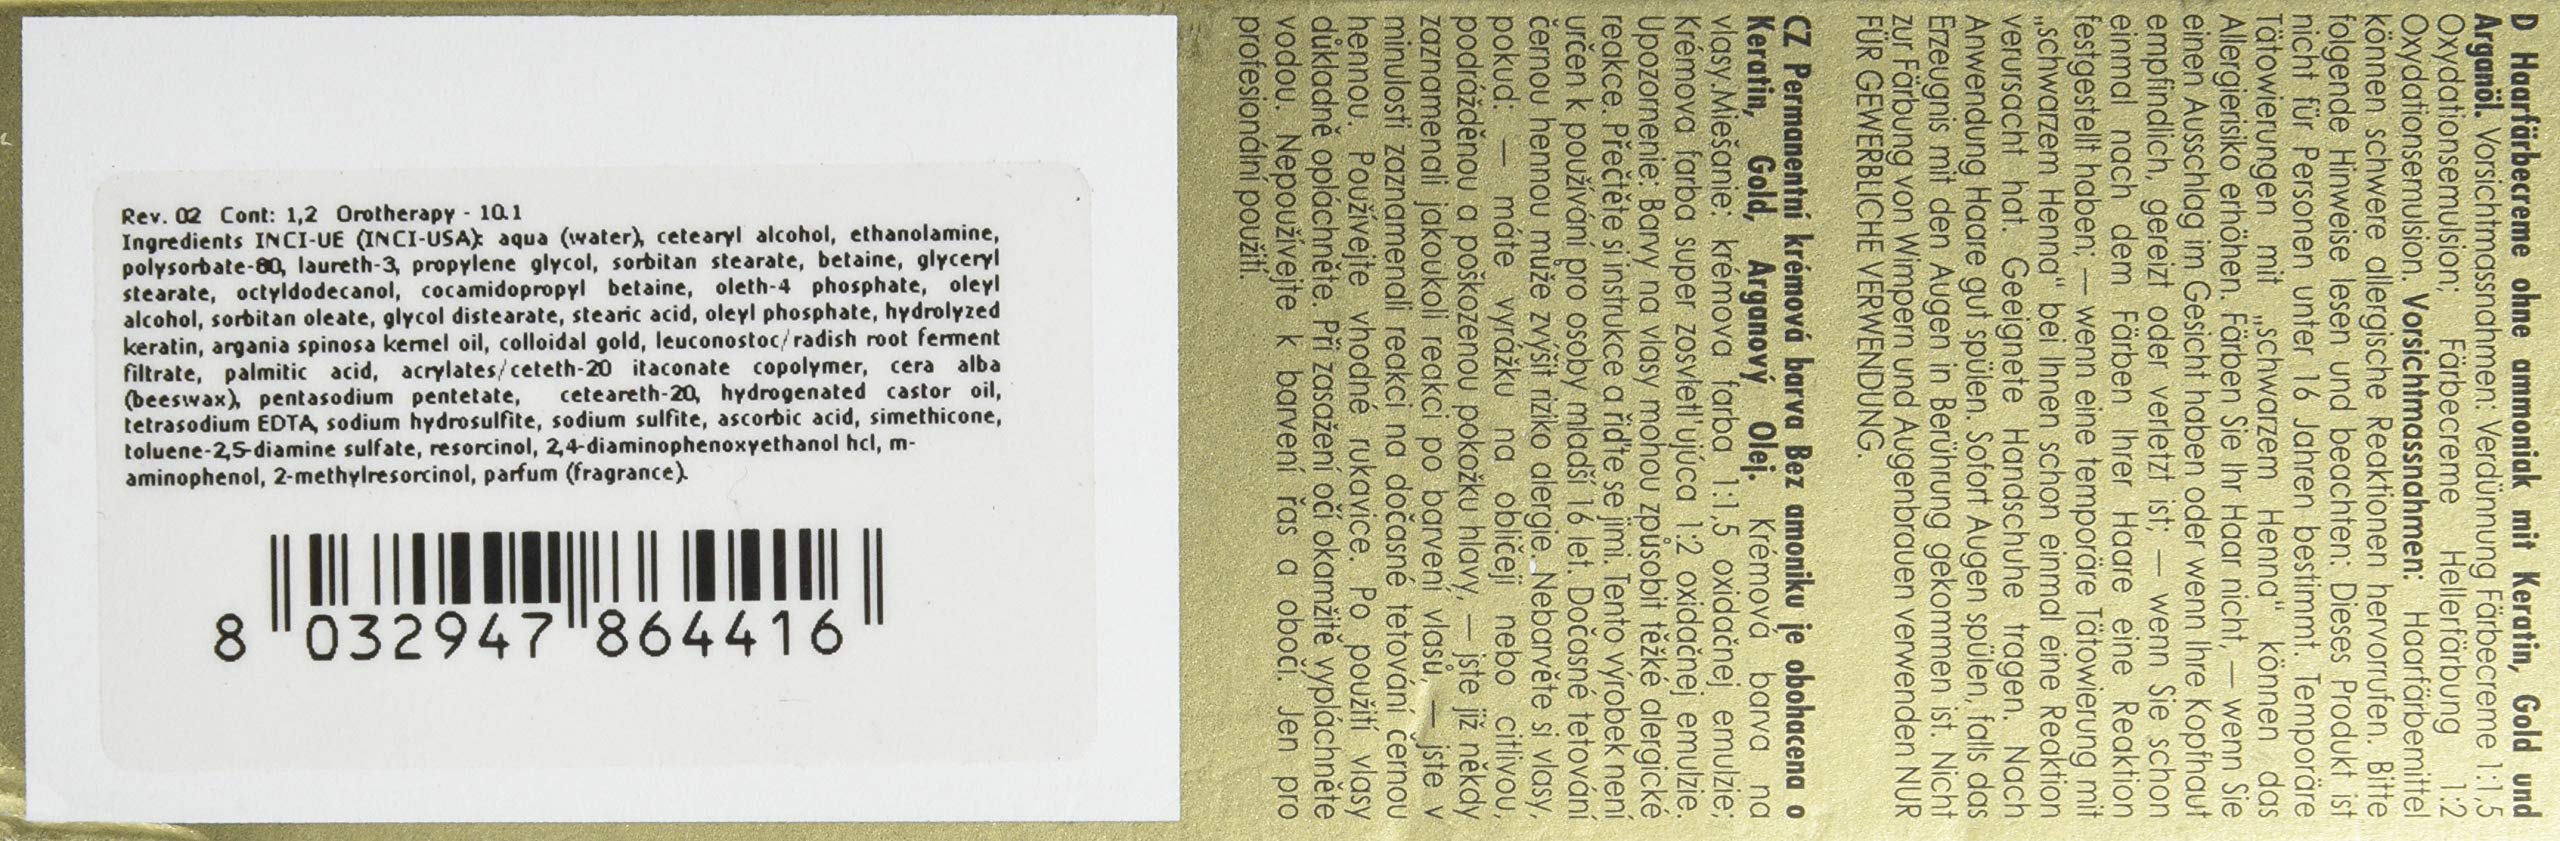 Rev. 02 Cont: 1,2 Orotherapy - 10.1
Ingredients INCI-UE (INCI-USA): aqua (water), cetearyl alcohol, ethanolamine,
polysorbate-80, laureth-3, propylene glycol, sorbitan stearate, betaine, glyceryl
stearate, octyldodecanol, cocamidopropyl betaine, oleth-4 phosphate, oleyl
alcohol, sorbitan oleate, glycol distearate, stearic acid, oleyl phosphate, hydrolyzed
keratin, argania spinosa kernel oil, colloidal gold, leuconostoc/radish root ferment
filtrate, palmitic acid, acrylates/ceteth-20 itaconate copolymer, cera alba
(beeswax), pentasodium pentetate, ceteareth-20, hydrogenated castor oil,
tetrasodium EDTA, sodium hydrosulfite, sodium sulfite, ascorbic acid, simethicone,
toluene-2,5-diamine sulfate, resorcinol, 2,4-diaminophenoxyethanol hcl, m-
aminophenol, 2-methylresorcinol, parfum (fragrance).
8 032947 864416
D Haarfärbecreme ohne ammoniak mit Keratin, Gold und
Arganöl. Vorsichtmassnahmen: Verdünnung Färbecreme 1:1,5
Oxydationsemulsion; Färbecreme Hellerfärbung 1:2
Oxydationsemulsion. Vorsichtmassnahmen: Haarfärbemittel
können schwere allergische Reaktionen hervorrufen. Bitte
folgende Hinweise lesen und beachten: Dieses Produkt ist
nicht für Personen unter 16 Jahren bestimmt. Temporäre
Tätowierungen mit „schwarzem Henna“ können das
Allergierisiko erhöhen. Färben Sie Ihr Haar nicht, – wenn Sie
einen Ausschlag im Gesicht haben oder wenn Ihre Kopfhaut
empfindlich, gereizt oder verletzt ist; – wenn Sie schon
einmal nach dem Färben Ihrer Haare eine Reaktion
festgestellt haben; – wenn eine temporäre Tätowierung mit
„schwarzem Henna“ bei Ihnen schon einmal eine Reaktion
verursacht hat. Geeignete Handschuhe tragen. Nach
Anwendung Haare gut spülen. Sofort Augen spülen, falls das
Erzeugnis mit den Augen in Berührung gekommen ist. Nicht
zur Färbung von Wimpern und Augenbrauen verwenden NUR
FÜR GEWERBLICHE VERWENDUNG.
CZ Permanentní krémová barva Bez amoniku je obohacena o
Keratin, Gold, Arganový Olej. Krémová barva na
vlasy.Miešanie: krémova farba 1:1,5 oxidačnej emulzie;
Krémova farba super zosvetl'ujúca 1:2 oxidačnej emulzie.
Upozornenie: Barvy na vlasy mohou způsobit těžké alergické
reakce. Přečtěte si instrukce a řiďte se jimi. Tento výrobek není
určen k používání pro osoby mladší 16 let. Dočasné tetování
černou hennou může zvýšit riziko alergie. Nebarvěte si vlasy,
pokud: – máte vyrážku na obličeji nebo citlivou,
podrážděnou a poškozenou pokožku hlavy, – jste již někdy
zaznamenali jakoukoli reakci po barvení vlasů, – jste v
minulosti zaznamenali reakci na dočasné tetování černou
hennou. Používejte vhodné rukavice. Po použití vlasy
důkladně opláchněte. Při zasažení očí okamžitě vypláchněte
vodou. Nepoužívejte k barvení řas a obočí. Jen pro
profesionální použití.